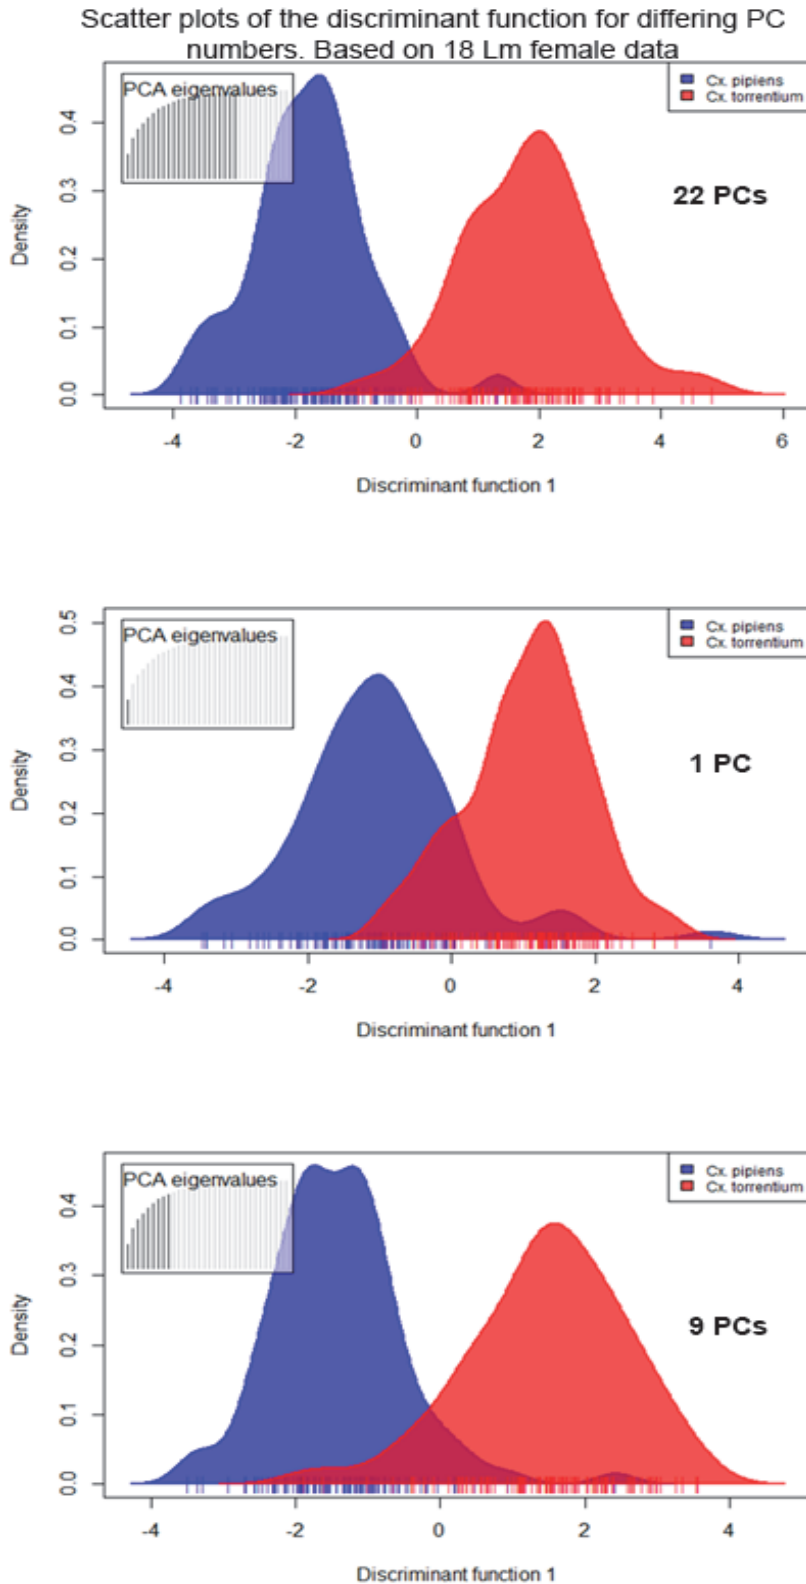 Scatter plots of the discriminant function for differing PC
numbers. Based on 18 Lm female data
PCA eigenvalues
Cx. pipiens
Cx. torrentium
22 PCs
Density
0.0
0.1
0.2
0.3
0.4
-4
-2
0
2
4
6
Discriminant function 1
PCA eigenvalues
Cx. pipiens
Cx. torrentium
1 PC
Density
0.0
0.1
0.2
0.3
0.4
0.5
-4
-2
0
2
4
Discriminant function 1
PCA eigenvalues
Cx. pipiens
Cx. torrentium
9 PCs
Density
0.0
0.1
0.2
0.3
0.4
-4
-2
0
2
4
Discriminant function 1